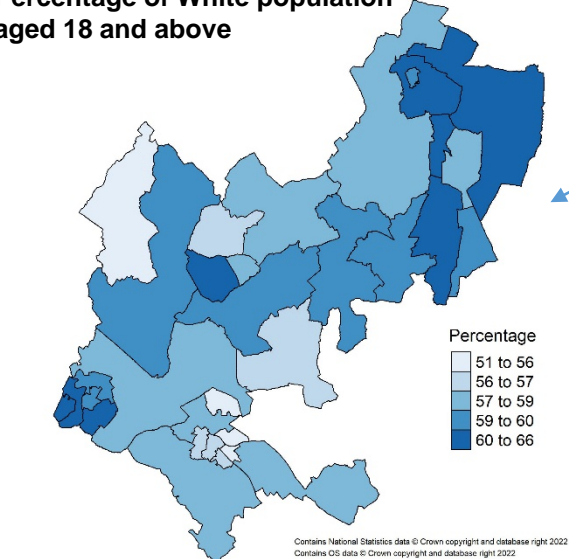 Percentage of White population
aged 18 and above
Percentage
51 to 56
56 to 57
57 to 59
59 to 60
60 to 66
Contains National Statistics data © Crown copyright and database right 2022
Contains OS data © Crown copyright and database right 2022